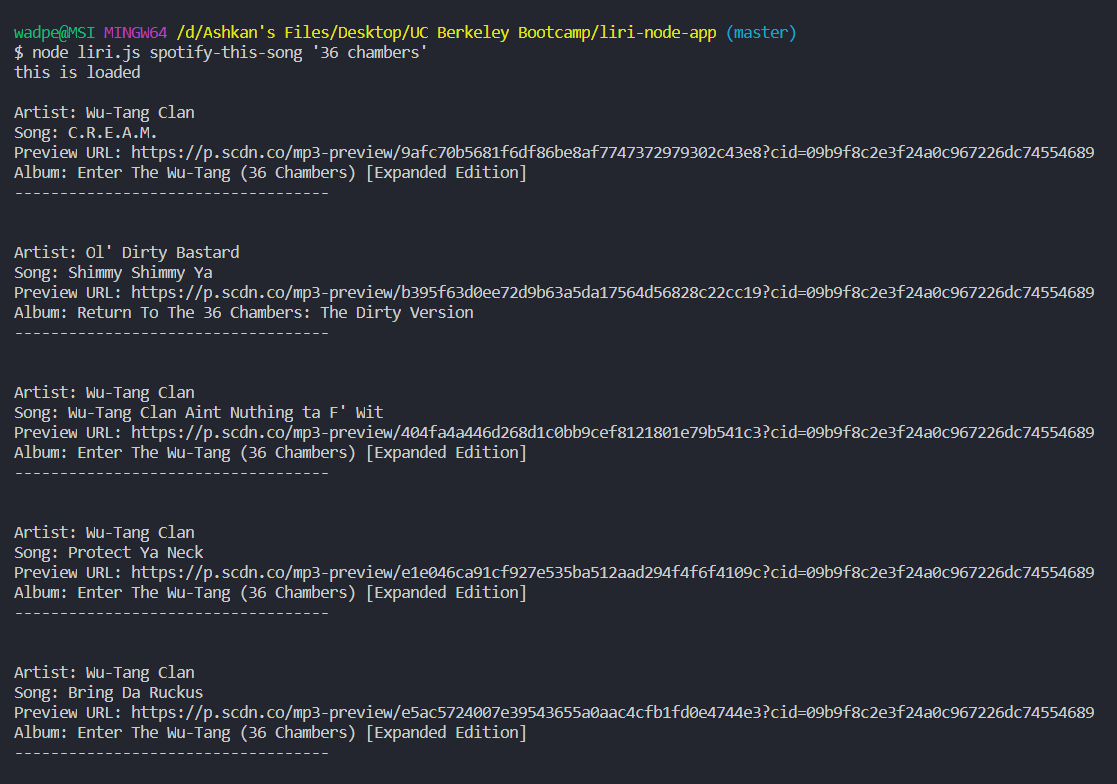 wadpe@MSI MINGW64 /d/Ashkan's Files/Desktop/UC Berkeley Bootcamp/liri-node-app (master)
$ node liri.js spotify-this-song '36 chambers'
this is loaded
Artist: Wu-Tang Clan
Song: C.R.E.A.M.
Preview URL: https://p.scdn.co/mp3-preview/9afc70b5681f6df86be8af7747372979302c43e8?cid=09b9f8c2e3f24a0c967226dc74554689
Album: Enter The Wu-Tang (36 Chambers) [Expanded Edition]
-----------------------------------
Artist: Ol' Dirty Bastard
Song: Shimmy Shimmy Ya
Preview URL: https://p.scdn.co/mp3-preview/b395f63d0ee72d9b63a5da17564d56828c22cc19?cid=09b9f8c2e3f24a0c967226dc74554689
Album: Return To The 36 Chambers: The Dirty Version
-----------------------------------
Artist: Wu-Tang Clan
Song: Wu-Tang Clan Aint Nuthing ta F' Wit
Preview URL: https://p.scdn.co/mp3-preview/404fa4a446d268d1c0bb9cef8121801e79b541c3?cid=09b9f8c2e3f24a0c967226dc74554689
Album: Enter The Wu-Tang (36 Chambers) [Expanded Edition]
-----------------------------------
Artist: Wu-Tang Clan
Song: Protect Ya Neck
Preview URL: https://p.scdn.co/mp3-preview/e1e046ca91cf927e535ba512aad294f4f6f4109c?cid=09b9f8c2e3f24a0c967226dc74554689
Album: Enter The Wu-Tang (36 Chambers) [Expanded Edition]
-----------------------------------
Artist: Wu-Tang Clan
Song: Bring Da Ruckus
Preview URL: https://p.scdn.co/mp3-preview/e5ac5724007e39543655a0aac4cfb1fd0e4744e3?cid=09b9f8c2e3f24a0c967226dc74554689
Album: Enter The Wu-Tang (36 Chambers) [Expanded Edition]
-----------------------------------